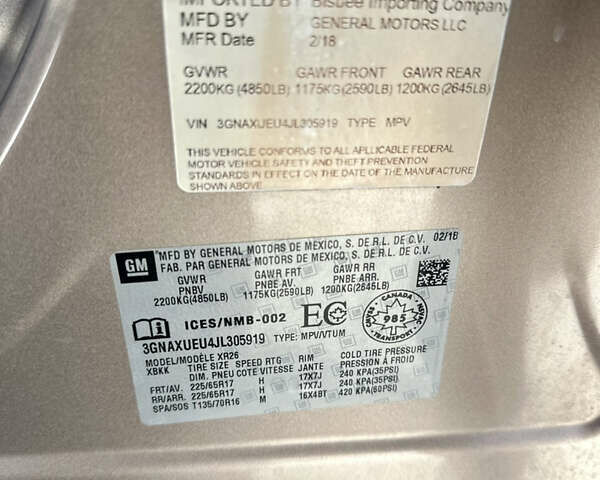 IMPORTED BY Bisbee Importing Company
MFD BY GENERAL MOTORS LLC
MFR Date 2/18
GVWR GAWR FRONT GAWR REAR
2200KG (4850LB) 1175KG (2590LB) 1200KG (2645LB)
VIN 3GNAXUEU4JL305919 TYPE MPV
THIS VEHICLE CONFORMS TO ALL APPLICABLE FEDERAL
MOTOR VEHICLE SAFETY AND THEFT PREVENTION
STANDARDS IN EFFECT ON THE DATE OF MANUFACTURE
SHOWN ABOVE
GM
MFD BY GENERAL MOTORS DE MEXICO, S. DE R.L. DE C.V. 02/18
FAB. PAR GENERAL MOTORS DE MEXICO, S. DE R.L. DE C.V.
GVWR GAWR FRT GAWR RR
PNBV PNBE AV. PNBE ARR.
2200KG(4850LB) 1175KG(2590LB) 1200KG(2645LB)
ICES/NMB-002 EC CANADA 985 TRANSPORT
3GNAXUEU4JL305919 TYPE: MPV/VTUM
MODEL/MODÈLE XR26
XBKK TIRE SIZE SPEED RTG RIM COLD TIRE PRESSURE
DIM. PNEU COTE VITESSE JANTE PRESSION À FROID
FRT/AV. 225/65R17 H 17X7J 240 KPA(35PSI)
RR/ARR. 225/65R17 H 17X7J 240 KPA(35PSI)
SPA/SOS T135/70R16 M 16X4BT 420 KPA(60PSI)